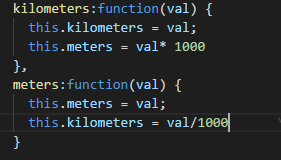 kilometers:function(val) {
this.kilometers = val;
this.meters = val* 1000
},
meters:function(val) {
this.meters = val;
this.kilometers = val/1000
}